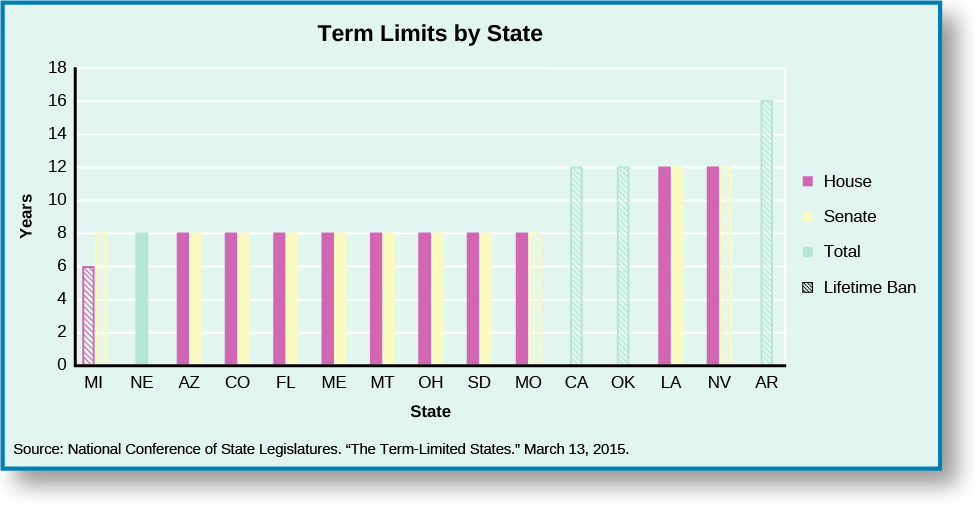 Term Limits by State
18
16
14
12
10
8
6
4
2
0
Years
MI NE AZ CO FL ME MT OH SD MO CA OK LA NV AR
State
House
Senate
Total
Lifetime Ban
Source: National Conference of State Legislatures. “The Term-Limited States.” March 13, 2015.